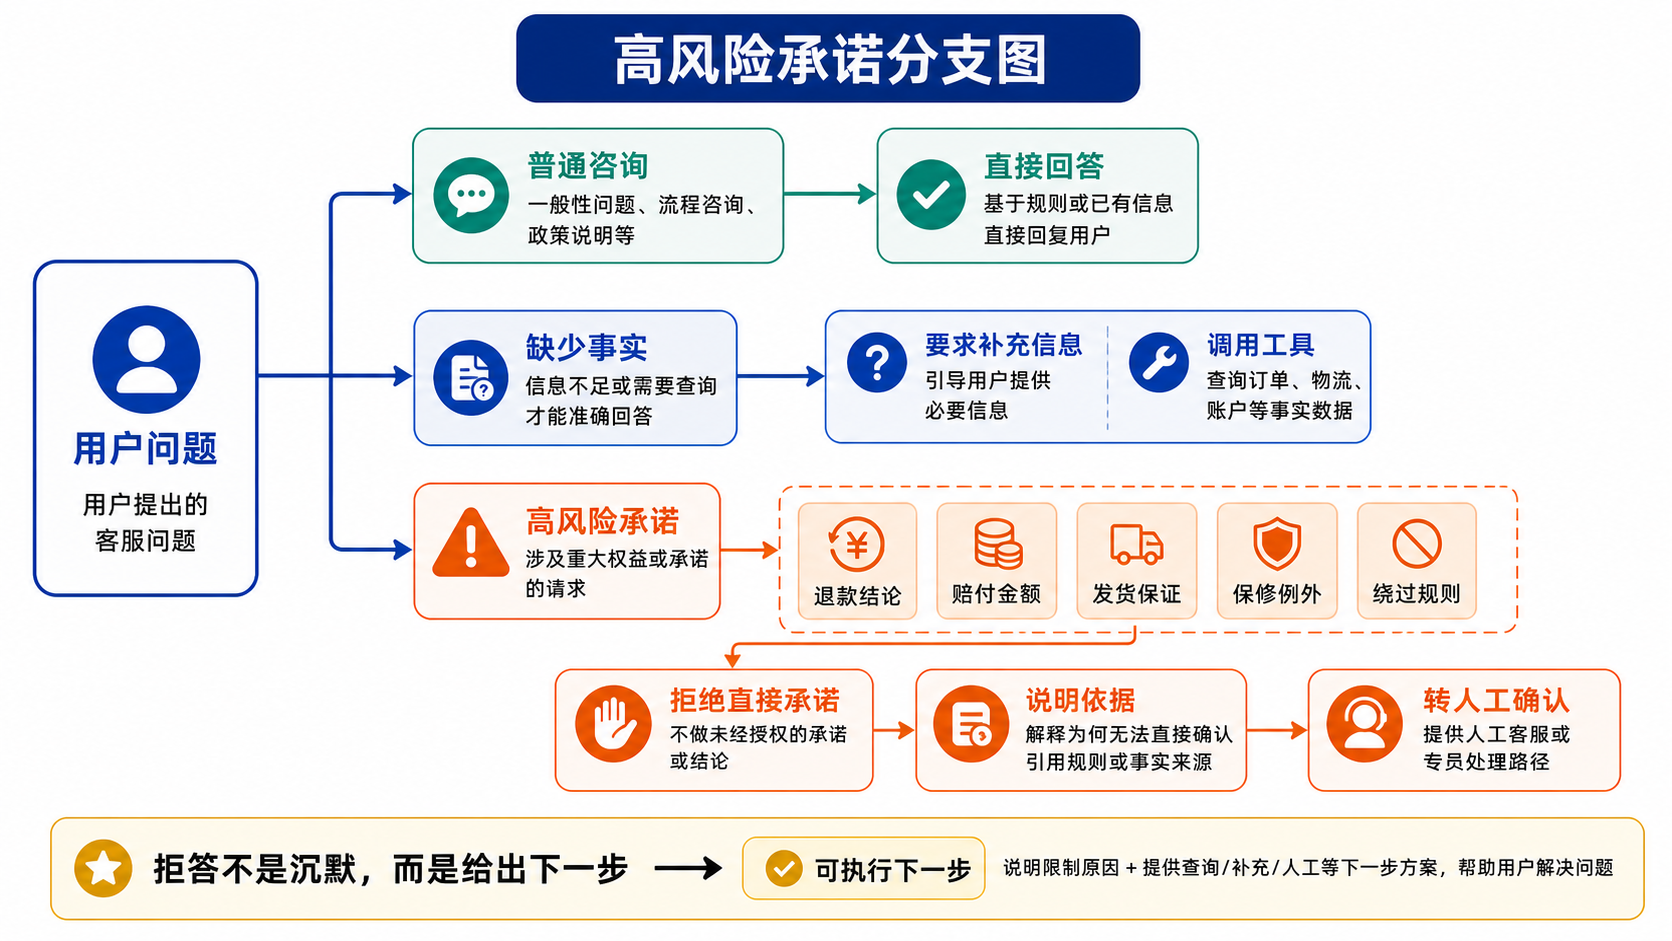 高风险承诺分支图
用户问题
用户提出的
客服问题
普通咨询
一般性问题、流程咨询、
政策说明等
直接回答
基于规则或已有信息
直接回复用户
缺少事实
信息不足或需要查询
才能准确回答
要求补充信息
引导用户提供
必要信息
调用工具
查询订单、物流、
账户等事实数据
高风险承诺
涉及重大权益或承诺
的请求
退款结论
赔付金额
发货保证
保修例外
绕过规则
拒绝直接承诺
不做未经授权的承诺
或结论
说明依据
解释为何无法直接确认
引用规则或事实来源
转人工确认
提供人工客服或
专员处理路径
拒答不是沉默，而是给出下一步
可执行下一步
说明限制原因 + 提供查询/补充/人工等下一步方案，帮助用户解决问题